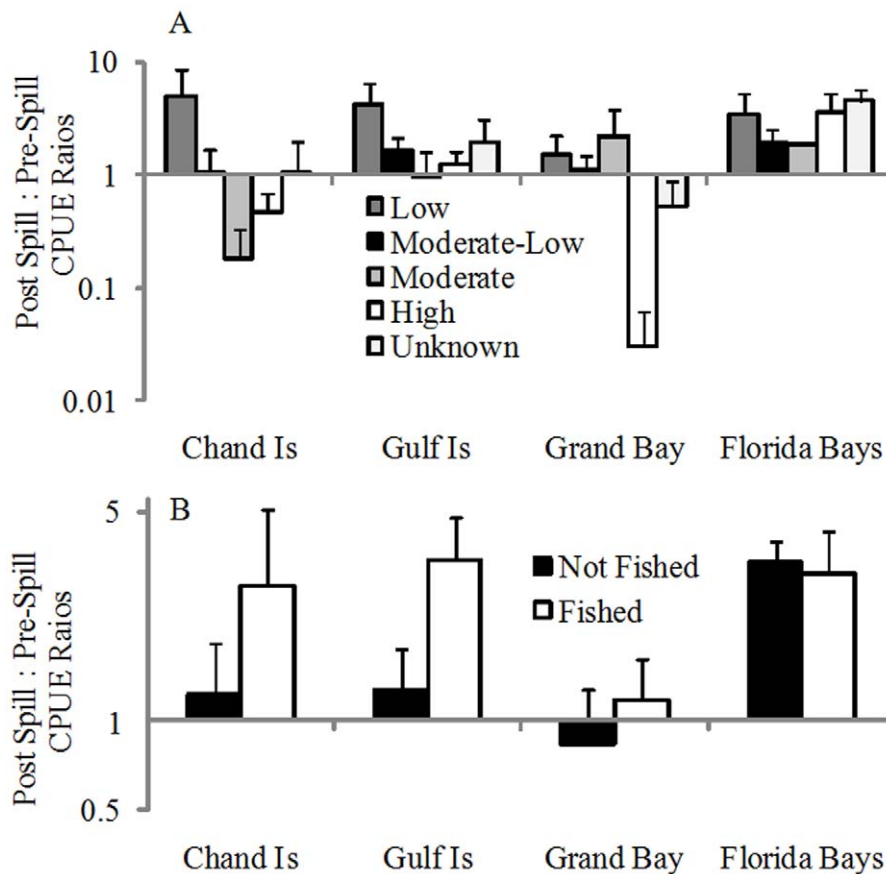 A
Post Spill : Pre-Spill
CPUE Raios
10
1
0.1
0.01
Low
Moderate-Low
Moderate
High
Unknown
Chand Is Gulf Is Grand Bay Florida Bays
B
Post Spill : Pre-Spill
CPUE Raios
5
1
0.5
Not Fished
Fished
Chand Is Gulf Is Grand Bay Florida Bays